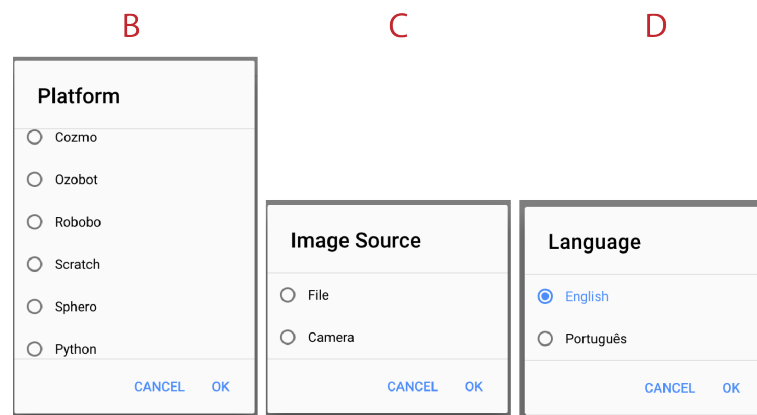 B
C
D
Platform
Cozmo
Ozobot
Robobo
Scratch
Sphero
Python
CANCEL OK
Image Source
File
Camera
CANCEL OK
Language
English
Português
CANCEL OK